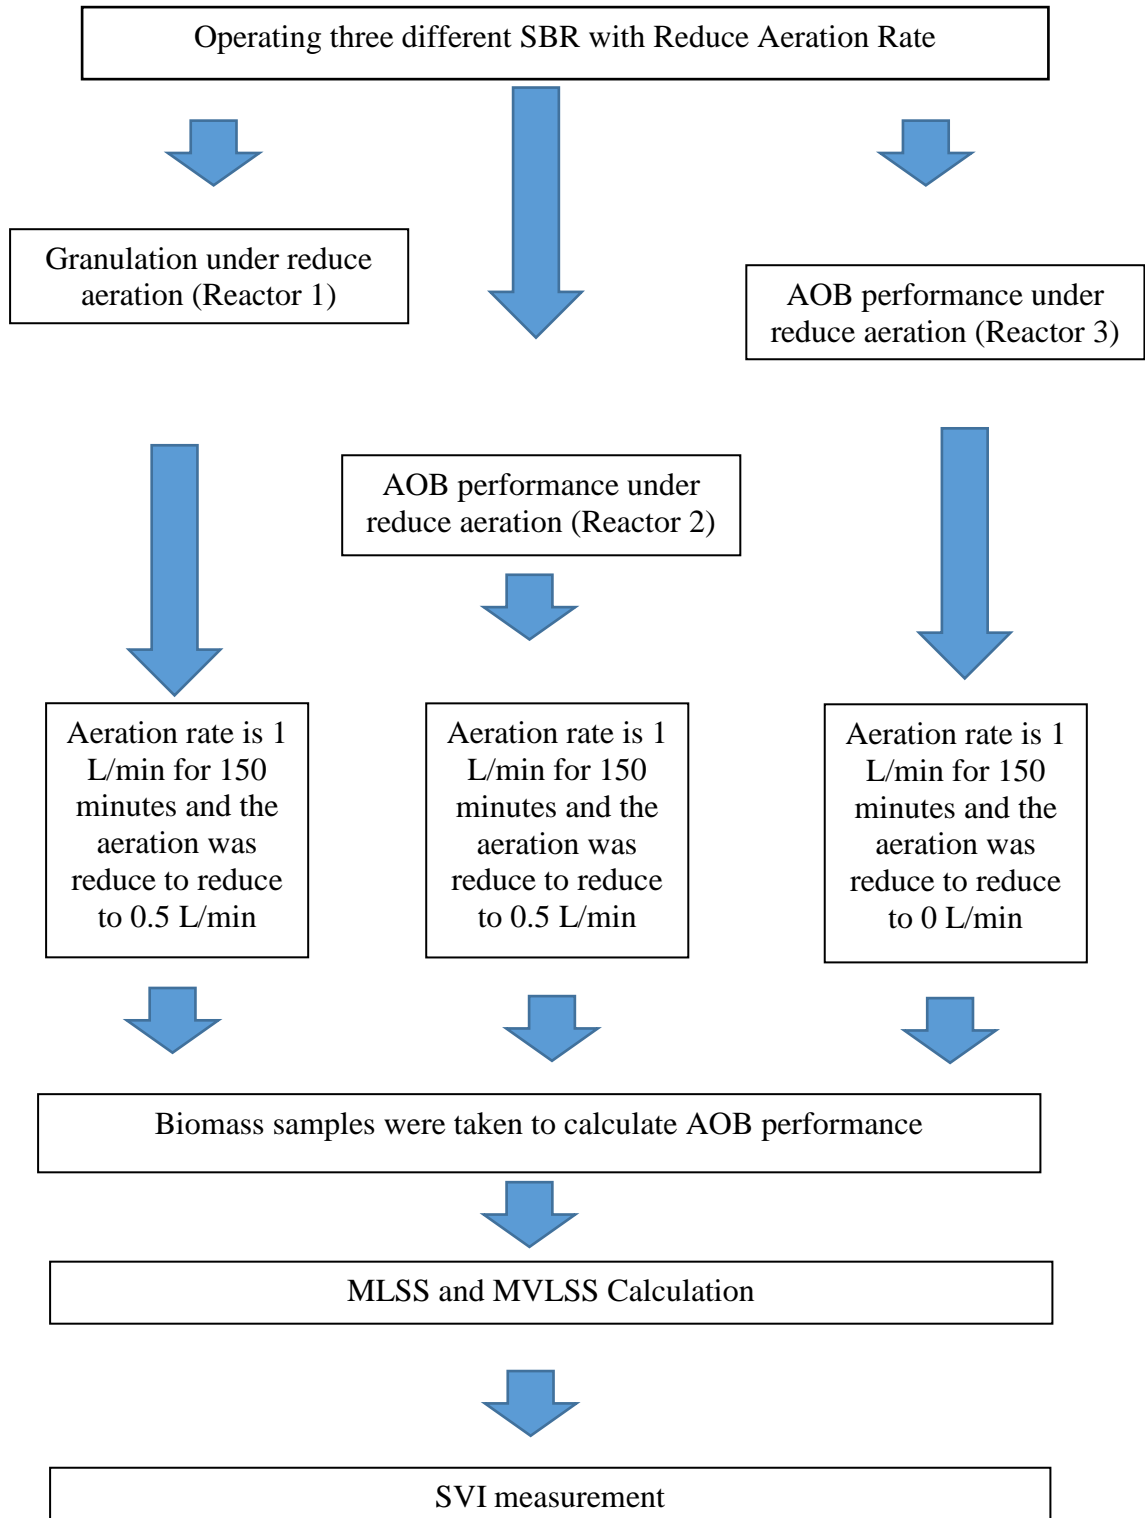 Operating three different SBR with Reduce Aeration Rate
Granulation under reduce
aeration (Reactor 1)
AOB performance under
reduce aeration (Reactor 3)
AOB performance under
reduce aeration (Reactor 2)
Aeration rate is 1
L/min for 150
minutes and the
aeration was
reduce to reduce
to 0.5 L/min
Aeration rate is 1
L/min for 150
minutes and the
aeration was
reduce to reduce
to 0.5 L/min
Aeration rate is 1
L/min for 150
minutes and the
aeration was
reduce to reduce
to 0 L/min
Biomass samples were taken to calculate AOB performance
MLSS and MVLSS Calculation
SVI measurement